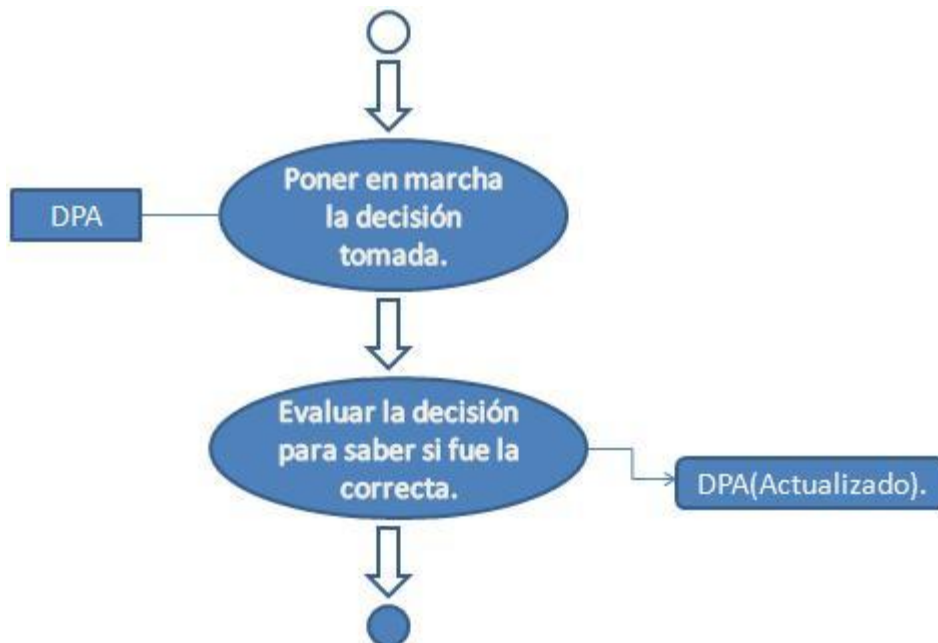 Poner en marcha
la decisión
tomada.
DPA
Evaluar la decisión
para saber si fue la
correcta.
DPA(Actualizado).